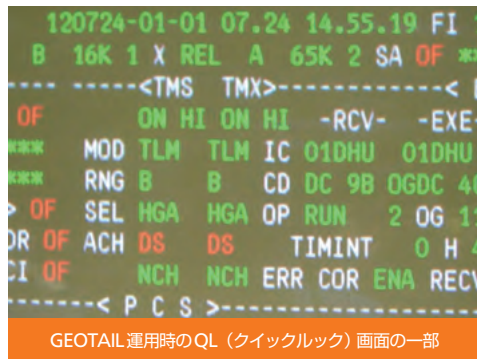 120724-01-01 07.24 14.55.19 FI
B 16K 1 X REL A 65K 2 SA OF **
---- -----<TMS TMX>------------<
OF ON HI ON HI -RCV- -EXE-
*** MOD TLM TLM IC 01DHU 01DHU
*** RNG B B CD DC 9B OGDC 4
> OF SEL HGA HGA OP RUN 2 OG 1
OR OF ACH DS DS TIMINT 0 H
CI OF NCH NCH ERR COR ENA RECV
-------< P C S >----------------
GEOTAIL運用時のQL（クイックルック）画面の一部